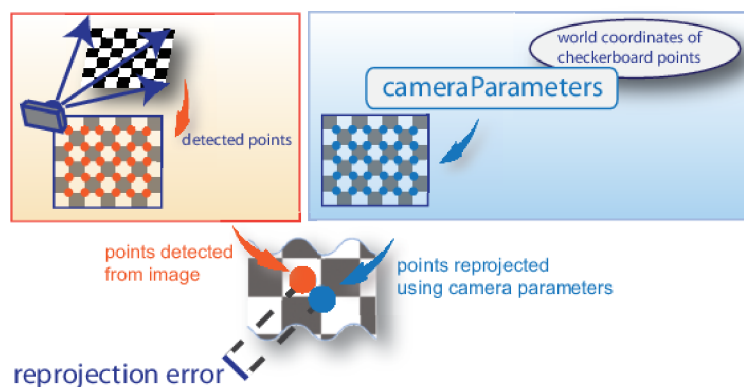 world coordinates of
checkerboard points
cameraParameters
detected points
points detected
from image
points reprojected
using camera parameters
reprojection error